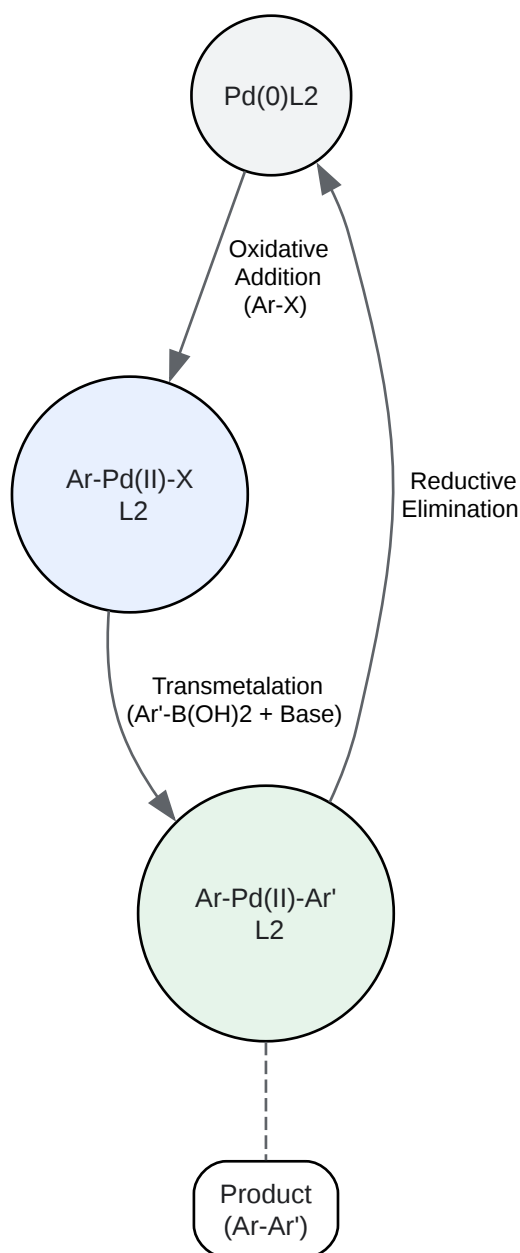 Pd(0)L2
Oxidative
Addition
(Ar-X)
Ar-Pd(II)-X
L2
Reductive
Elimination
Transmetalation
(Ar'-B(OH)2 + Base)
Ar-Pd(II)-Ar'
L2
Product
(Ar-Ar')